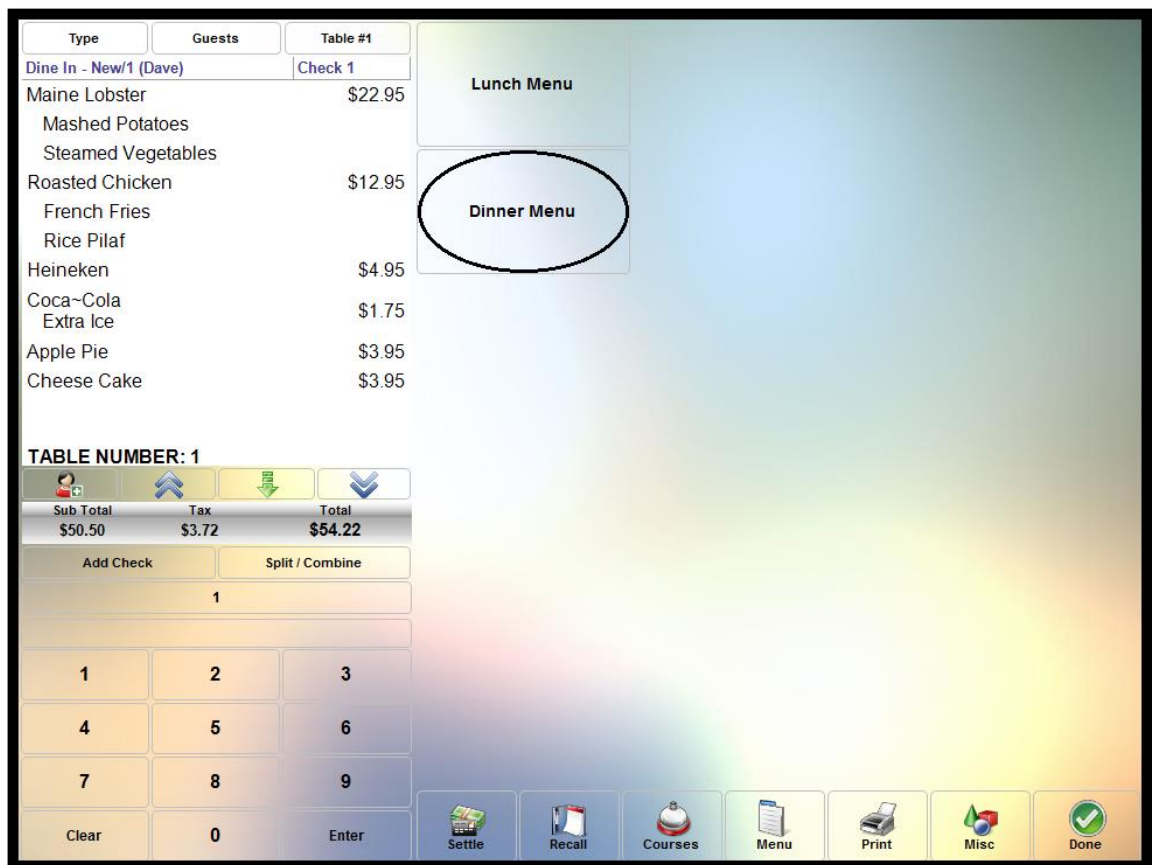 Type Guests Table #1
Dine In - New/1 (Dave) Check 1
Maine Lobster $22.95
Mashed Potatoes
Steamed Vegetables
Roasted Chicken $12.95
French Fries
Rice Pilaf
Heineken $4.95
Coca~Cola $1.75
Extra Ice
Apple Pie $3.95
Cheese Cake $3.95
TABLE NUMBER: 1
Sub Total Tax Total
$50.50 $3.72 $54.22
Add Check Split / Combine
1
1 2 3
4 5 6
7 8 9
Clear 0 Enter
Lunch Menu
Dinner Menu
Settle Recall Courses Menu Print Misc Done